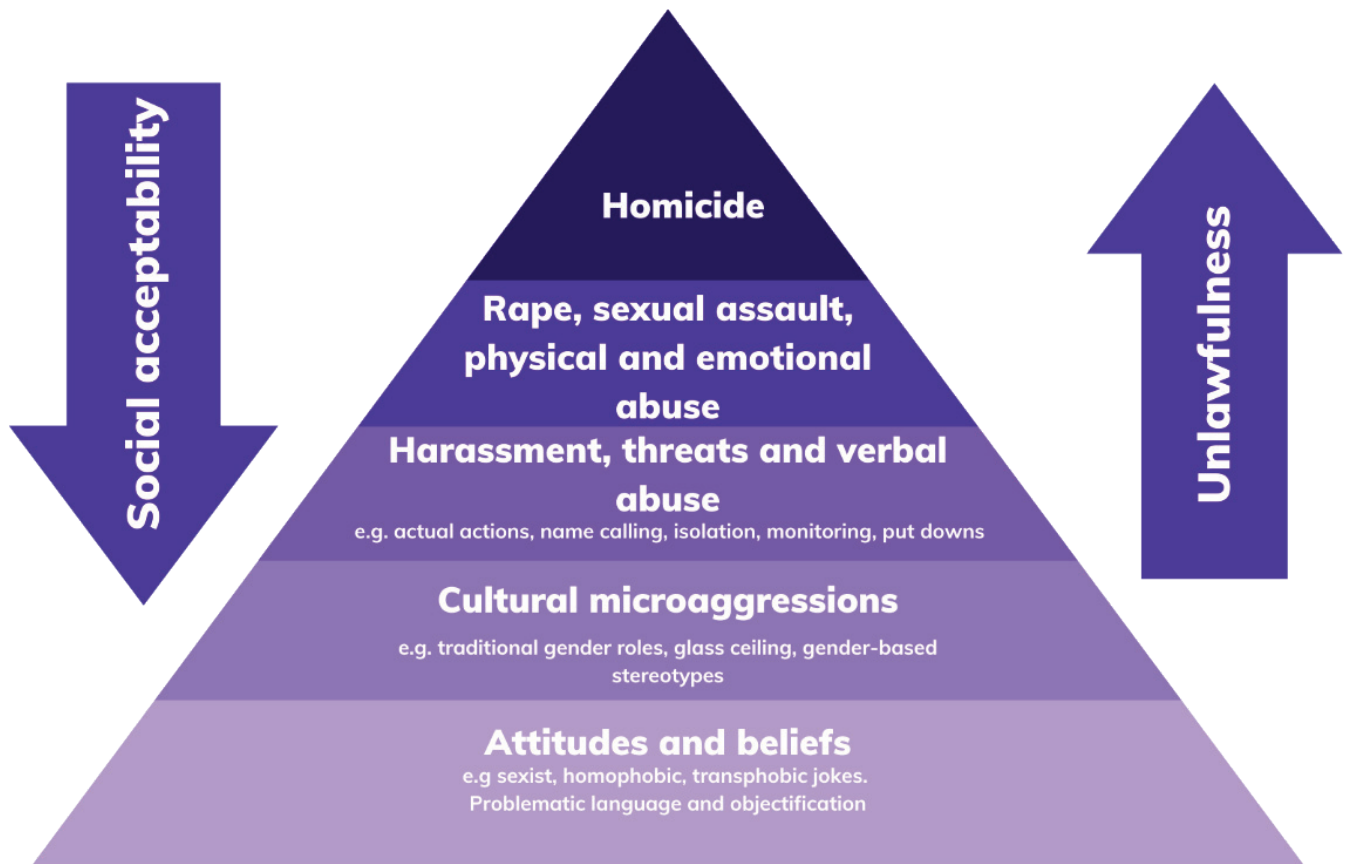 Social acceptability
Homicide
Rape, sexual assault,
physical and emotional
abuse
Harassment, threats and verbal
abuse
e.g. actual actions, name calling, isolation, monitoring, put downs
Cultural microaggressions
e.g. traditional gender roles, glass ceiling, gender-based
stereotypes
Attitudes and beliefs
e.g sexist, homophobic, transphobic jokes.
Problematic language and objectification
Unlawfulness